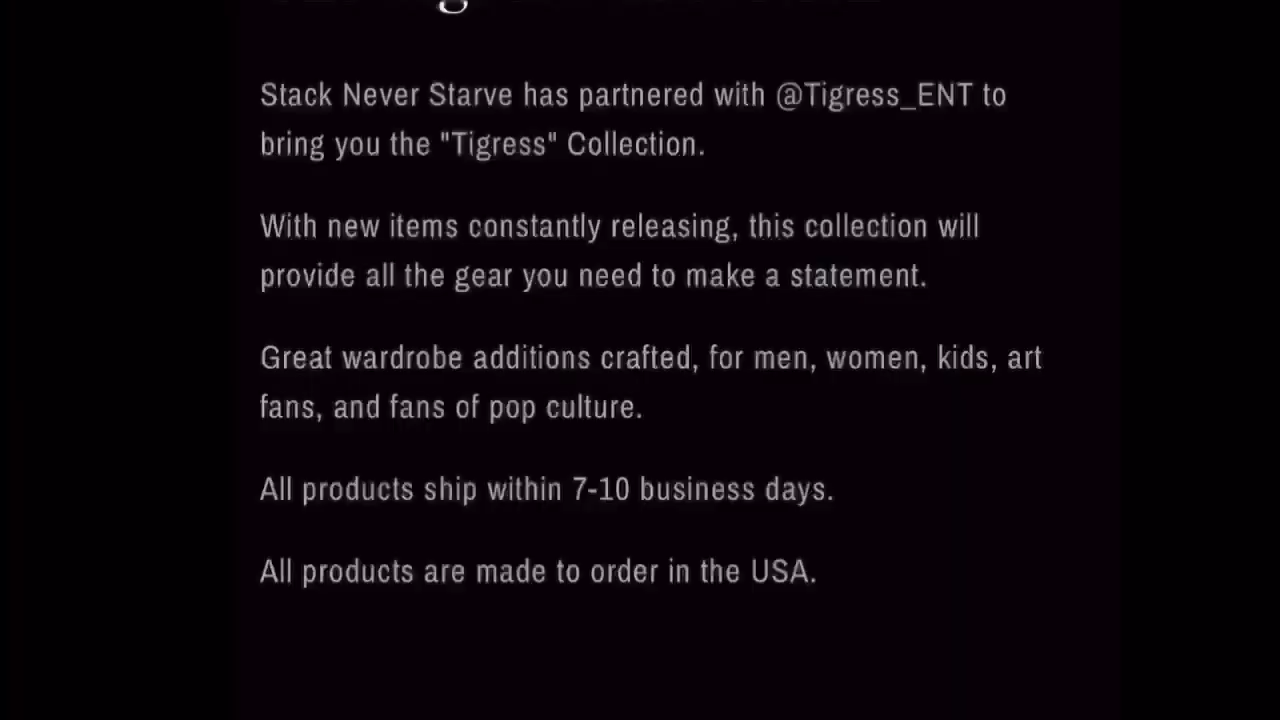 Stack Never Starve has partnered with @Tigress_ENT to
bring you the "Tigress" Collection.
With new items constantly releasing, this collection will
provide all the gear you need to make a statement.
Great wardrobe additions crafted, for men, women, kids, art
fans, and fans of pop culture.
All products ship within 7-10 business days.
All products are made to order in the USA.